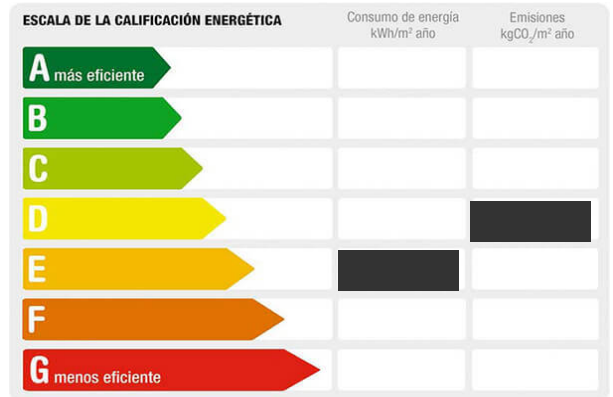 ESCALA DE LA CALIFICACIÓN ENERGÉTICA
Consumo de energía
kWh/m² año
Emisiones
kgCO₂/m² año
A más eficiente
B
C
D
E
F
G menos eficiente